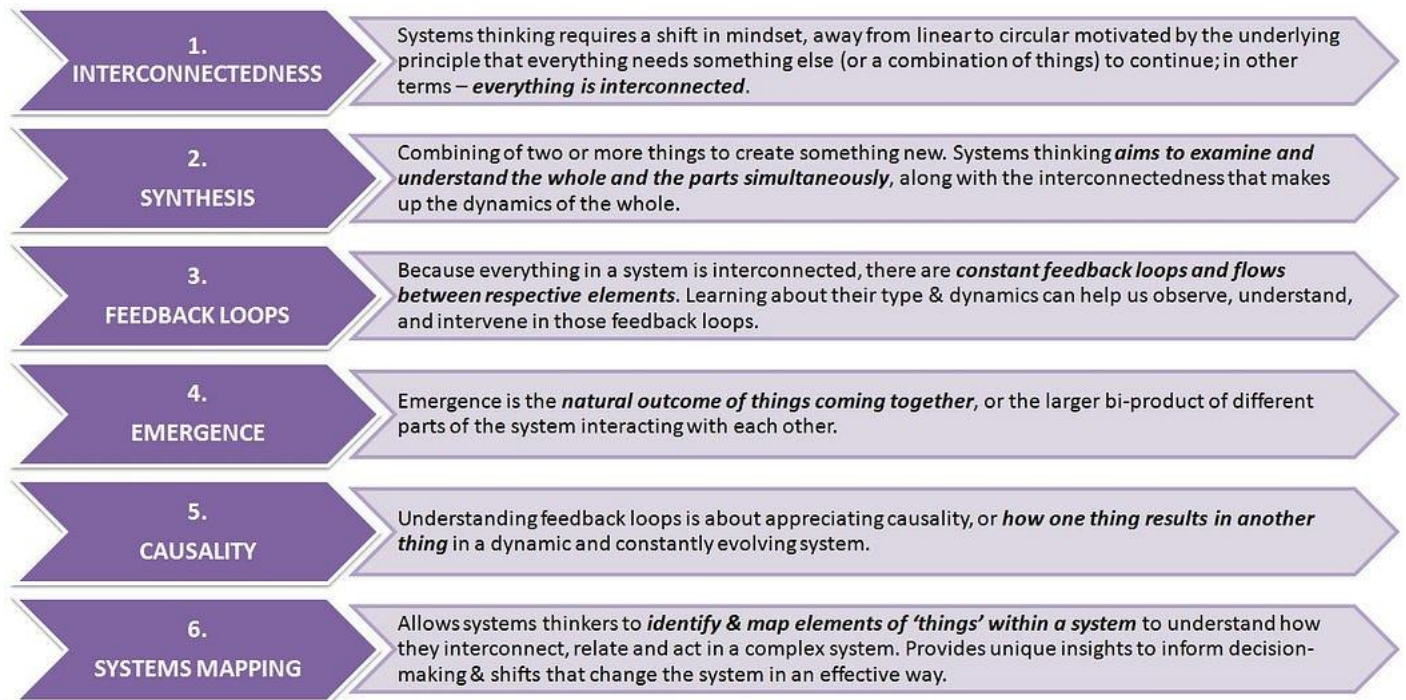 1.
INTERCONNECTEDNESS
Systems thinking requires a shift in mindset, away from linear to circular motivated by the underlying
principle that everything needs something else (or a combination of things) to continue; in other
terms – everything is interconnected.
2.
SYNTHESIS
Combining of two or more things to create something new. Systems thinking aims to examine and
understand the whole and the parts simultaneously, along with the interconnectedness that makes
up the dynamics of the whole.
3.
FEEDBACK LOOPS
Because everything in a system is interconnected, there are constant feedback loops and flows
between respective elements. Learning about their type & dynamics can help us observe, understand,
and intervene in those feedback loops.
4.
EMERGENCE
Emergence is the natural outcome of things coming together, or the larger bi-product of different
parts of the system interacting with each other.
5.
CAUSALITY
Understanding feedback loops is about appreciating causality, or how one thing results in another
thing in a dynamic and constantly evolving system.
6.
SYSTEMS MAPPING
Allows systems thinkers to identify & map elements of ‘things’ within a system to understand how
they interconnect, relate and act in a complex system. Provides unique insights to inform decision-
making & shifts that change the system in an effective way.